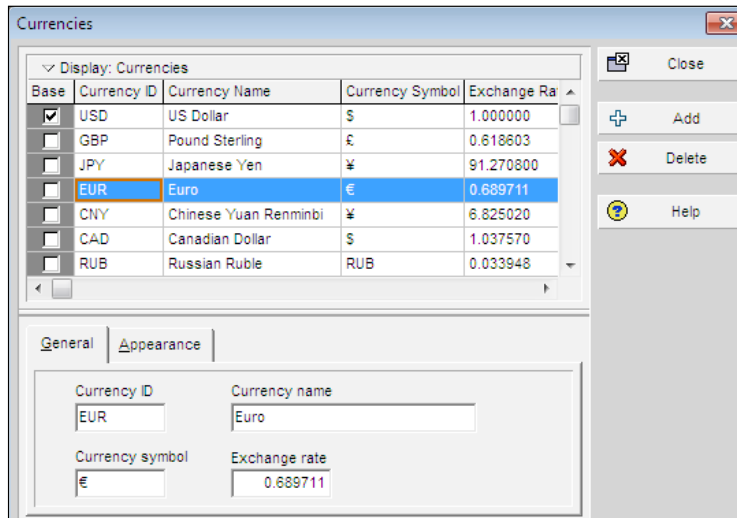 Currencies
Display: Currencies
Base Currency ID Currency Name Currency Symbol Exchange Ra
USD US Dollar $ 1.000000
GBP Pound Sterling £ 0.618603
JPY Japanese Yen ¥ 91.270800
EUR Euro € 0.689711
CNY Chinese Yuan Renminbi ¥ 6.825020
CAD Canadian Dollar $ 1.037570
RUB Russian Ruble RUB 0.033948
Close
Add
Delete
Help
General Appearance
Currency ID Currency name
EUR Euro
Currency symbol Exchange rate
€ 0.689711